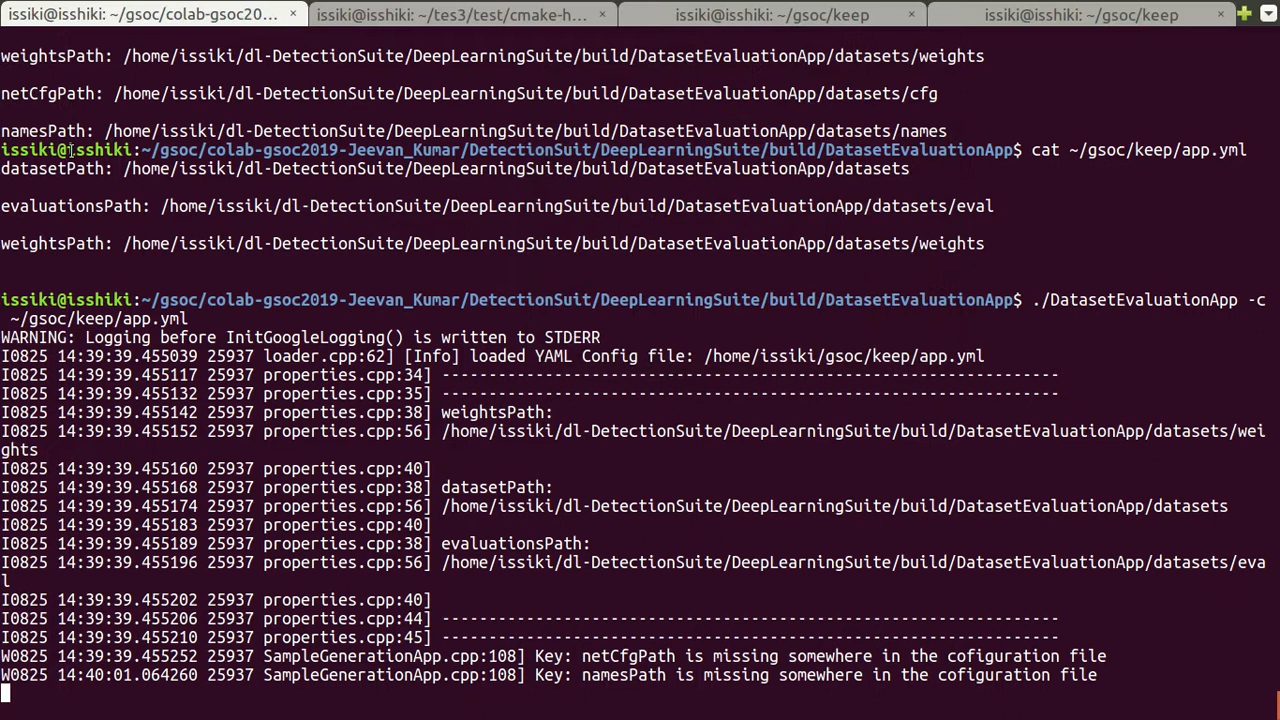 issiki@isshiki: ~/gsoc/colab-gsoc20... × issiki@isshiki: ~/tes3/test/cmake-h... × issiki@isshiki: ~/gsoc/keep × issiki@isshiki: ~/gsoc/keep ×
weightsPath: /home/issiki/dl-DetectionSuite/DeepLearningSuite/build/DatasetEvaluationApp/datasets/weights
netCfgPath: /home/issiki/dl-DetectionSuite/DeepLearningSuite/build/DatasetEvaluationApp/datasets/cfg
namesPath: /home/issiki/dl-DetectionSuite/DeepLearningSuite/build/DatasetEvaluationApp/datasets/names
issiki@isshiki:~/gsoc/colab-gsoc2019-Jeevan_Kumar/DetectionSuit/DeepLearningSuite/build/DatasetEvaluationApp$ cat ~/gsoc/keep/app.yml
datasetPath: /home/issiki/dl-DetectionSuite/DeepLearningSuite/build/DatasetEvaluationApp/datasets
evaluationsPath: /home/issiki/dl-DetectionSuite/DeepLearningSuite/build/DatasetEvaluationApp/datasets/eval
weightsPath: /home/issiki/dl-DetectionSuite/DeepLearningSuite/build/DatasetEvaluationApp/datasets/weights
issiki@isshiki:~/gsoc/colab-gsoc2019-Jeevan_Kumar/DetectionSuit/DeepLearningSuite/build/DatasetEvaluationApp$ ./DatasetEvaluationApp -c
~/gsoc/keep/app.yml
WARNING: Logging before InitGoogleLogging() is written to STDERR
I0825 14:39:39.455039 25937 loader.cpp:62] [Info] loaded YAML Config file: /home/issiki/gsoc/keep/app.yml
I0825 14:39:39.455117 25937 properties.cpp:34] ------------------------------------------------------------------
I0825 14:39:39.455132 25937 properties.cpp:35] ------------------------------------------------------------------
I0825 14:39:39.455142 25937 properties.cpp:38] weightsPath:
I0825 14:39:39.455152 25937 properties.cpp:56] /home/issiki/dl-DetectionSuite/DeepLearningSuite/build/DatasetEvaluationApp/datasets/wei
ghts
I0825 14:39:39.455160 25937 properties.cpp:40]
I0825 14:39:39.455168 25937 properties.cpp:38] datasetPath:
I0825 14:39:39.455174 25937 properties.cpp:56] /home/issiki/dl-DetectionSuite/DeepLearningSuite/build/DatasetEvaluationApp/datasets
I0825 14:39:39.455183 25937 properties.cpp:40]
I0825 14:39:39.455189 25937 properties.cpp:38] evaluationsPath:
I0825 14:39:39.455196 25937 properties.cpp:56] /home/issiki/dl-DetectionSuite/DeepLearningSuite/build/DatasetEvaluationApp/datasets/eva
l
I0825 14:39:39.455202 25937 properties.cpp:40]
I0825 14:39:39.455206 25937 properties.cpp:44] ------------------------------------------------------------------
I0825 14:39:39.455210 25937 properties.cpp:45] ------------------------------------------------------------------
W0825 14:39:39.455252 25937 SampleGenerationApp.cpp:108] Key: netCfgPath is missing somewhere in the cofiguration file
W0825 14:40:01.064260 25937 SampleGenerationApp.cpp:108] Key: namesPath is missing somewhere in the cofiguration file